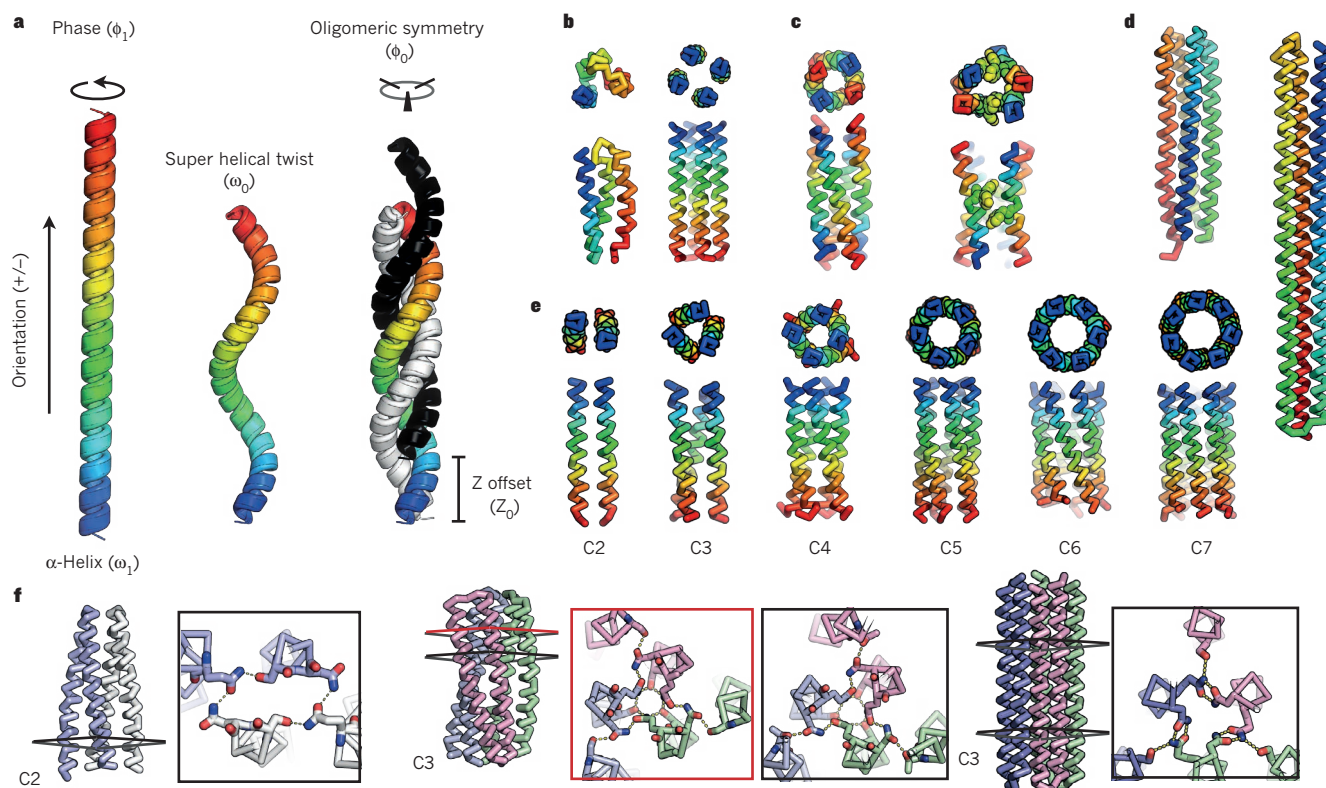 a
Phase (ϕ1)
Orientation (+/–)
α-Helix (ω1)
Super helical twist
(ω0)
Oligomeric symmetry
(ϕ0)
Z offset
(Z0)
b
c
d
e
C2
C3
C4
C5
C6
C7
f
C2
C3
C3